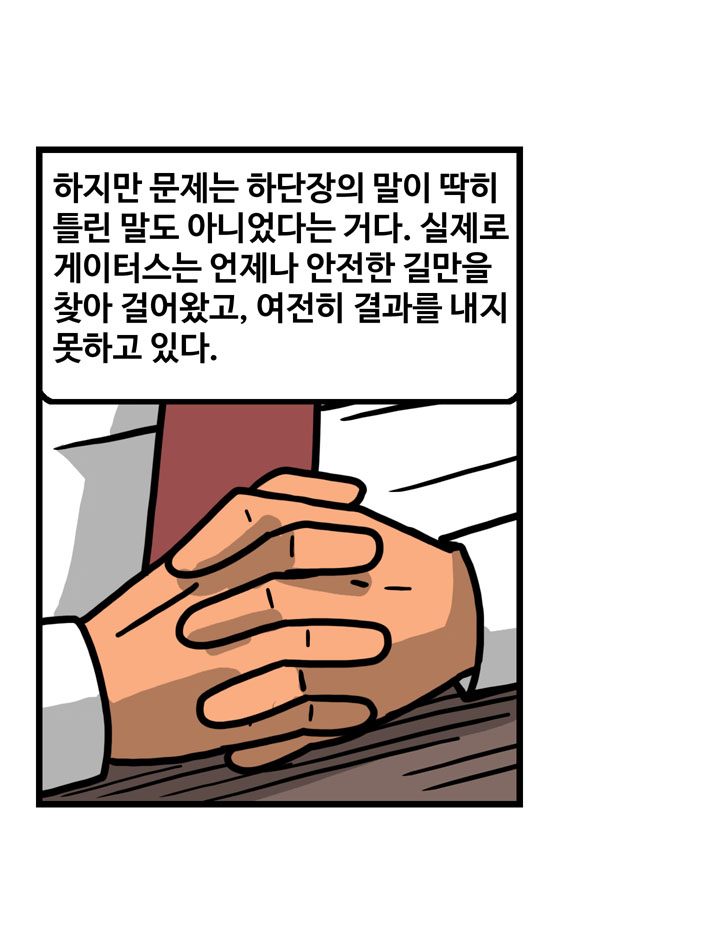 하지만 문제는 하단장의 말이 딱히
틀린 말도 아니었다는 거다. 실제로
게이터스는 언제나 안전한 길만을
찾아 걸어왔고, 여전히 결과를 내지
못하고 있다.